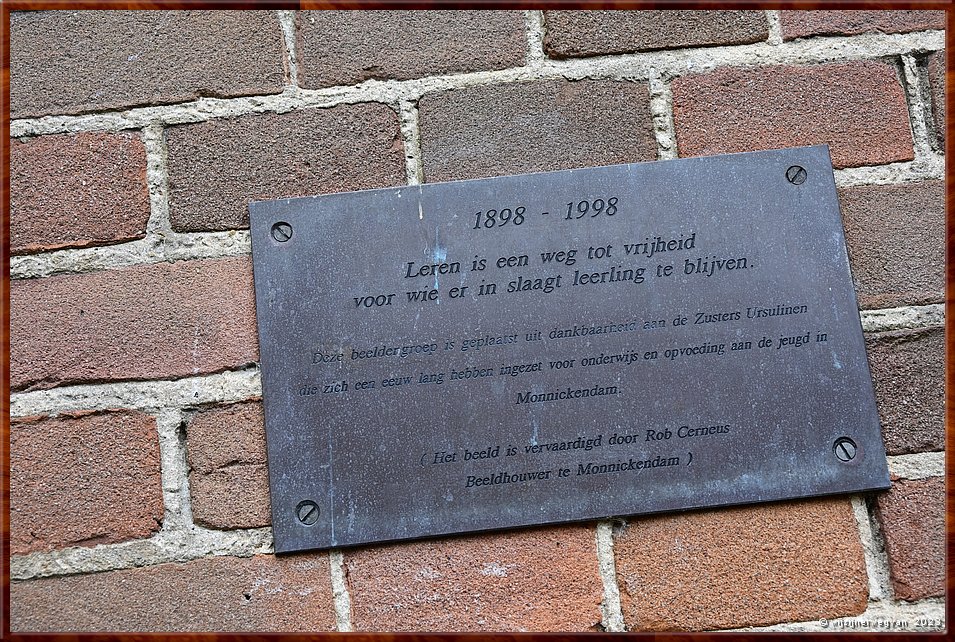 1898 - 1998
Leren is een weg tot vrijheid
voor wie er in slaagt leerling te blijven.
Deze beeldengroep is geplaatst uit dankbaarheid aan de Zusters Ursulinen
die zich een eeuw lang hebben ingezet voor onderwijs en opvoeding aan de jeugd in
Monnickendam.
( Het beeld is vervaardigd door Rob Cerneus
Beeldhouwer te Monnickendam )
© wijzijnerwegvan 2023